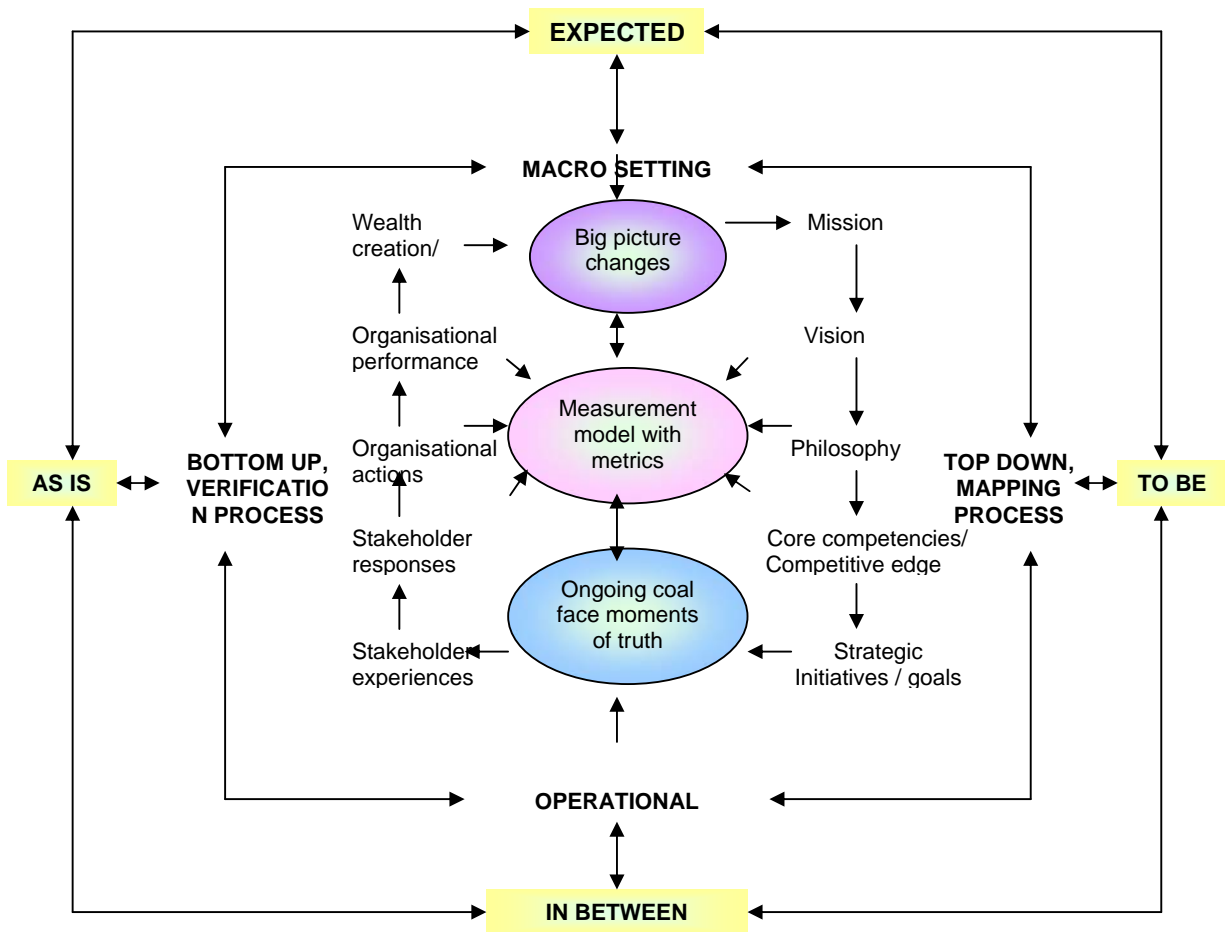 EXPECTED
MACRO SETTING
Wealth
creation/
Big picture
changes
Mission
Organisational
performance
Vision
Measurement
model with
metrics
Organisational
actions
Philosophy
AS IS
BOTTOM UP,
VERIFICATIO
N PROCESS
TOP DOWN,
MAPPING
PROCESS
TO BE
Stakeholder
responses
Core competencies/
Competitive edge
Ongoing coal
face moments
of truth
Stakeholder
experiences
Strategic
Initiatives / goals
OPERATIONAL
IN BETWEEN